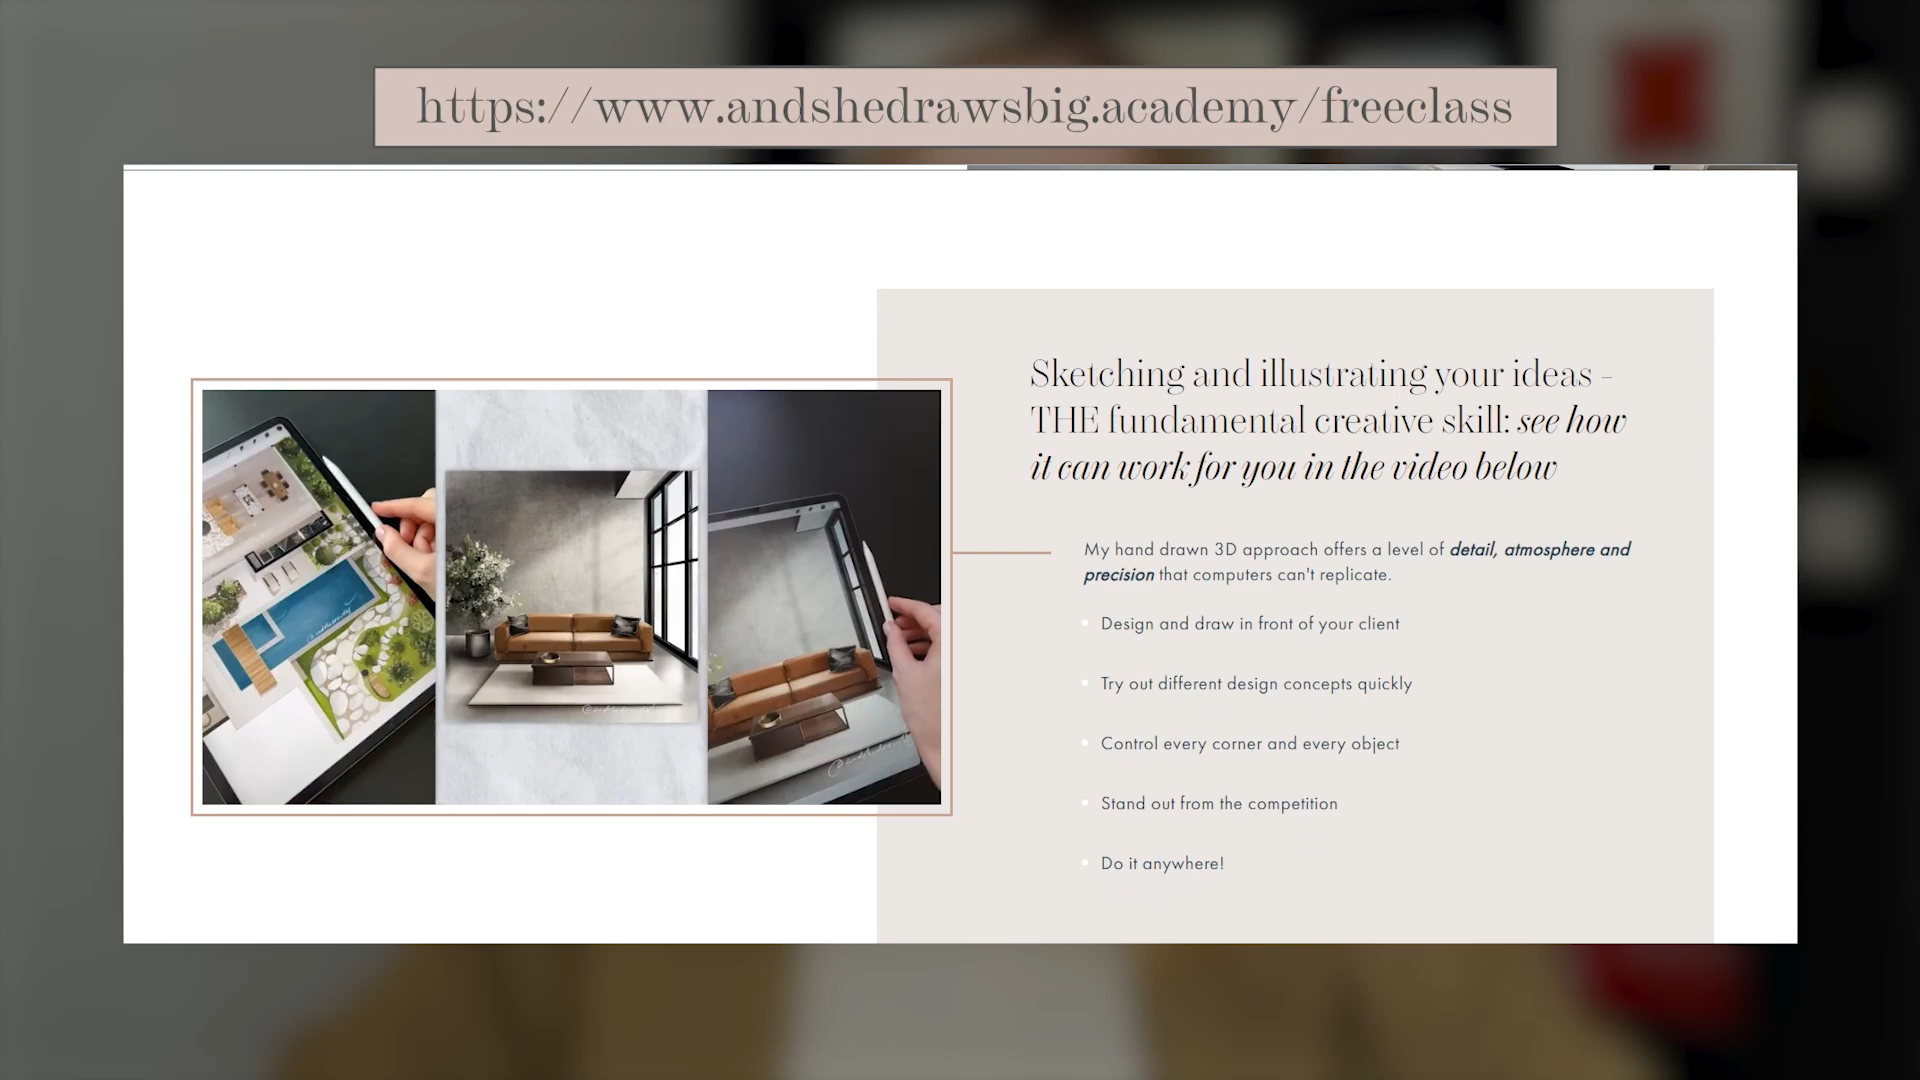 https://www.andshedrawsbig.academy/freeclass
Sketching and illustrating your ideas -
THE fundamental creative skill: see how
it can work for you in the video below
My hand drawn 3D approach offers a level of detail, atmosphere and
precision that computers can't replicate.
Design and draw in front of your client
Try out different design concepts quickly
Control every corner and every object
Stand out from the competition
Do it anywhere!